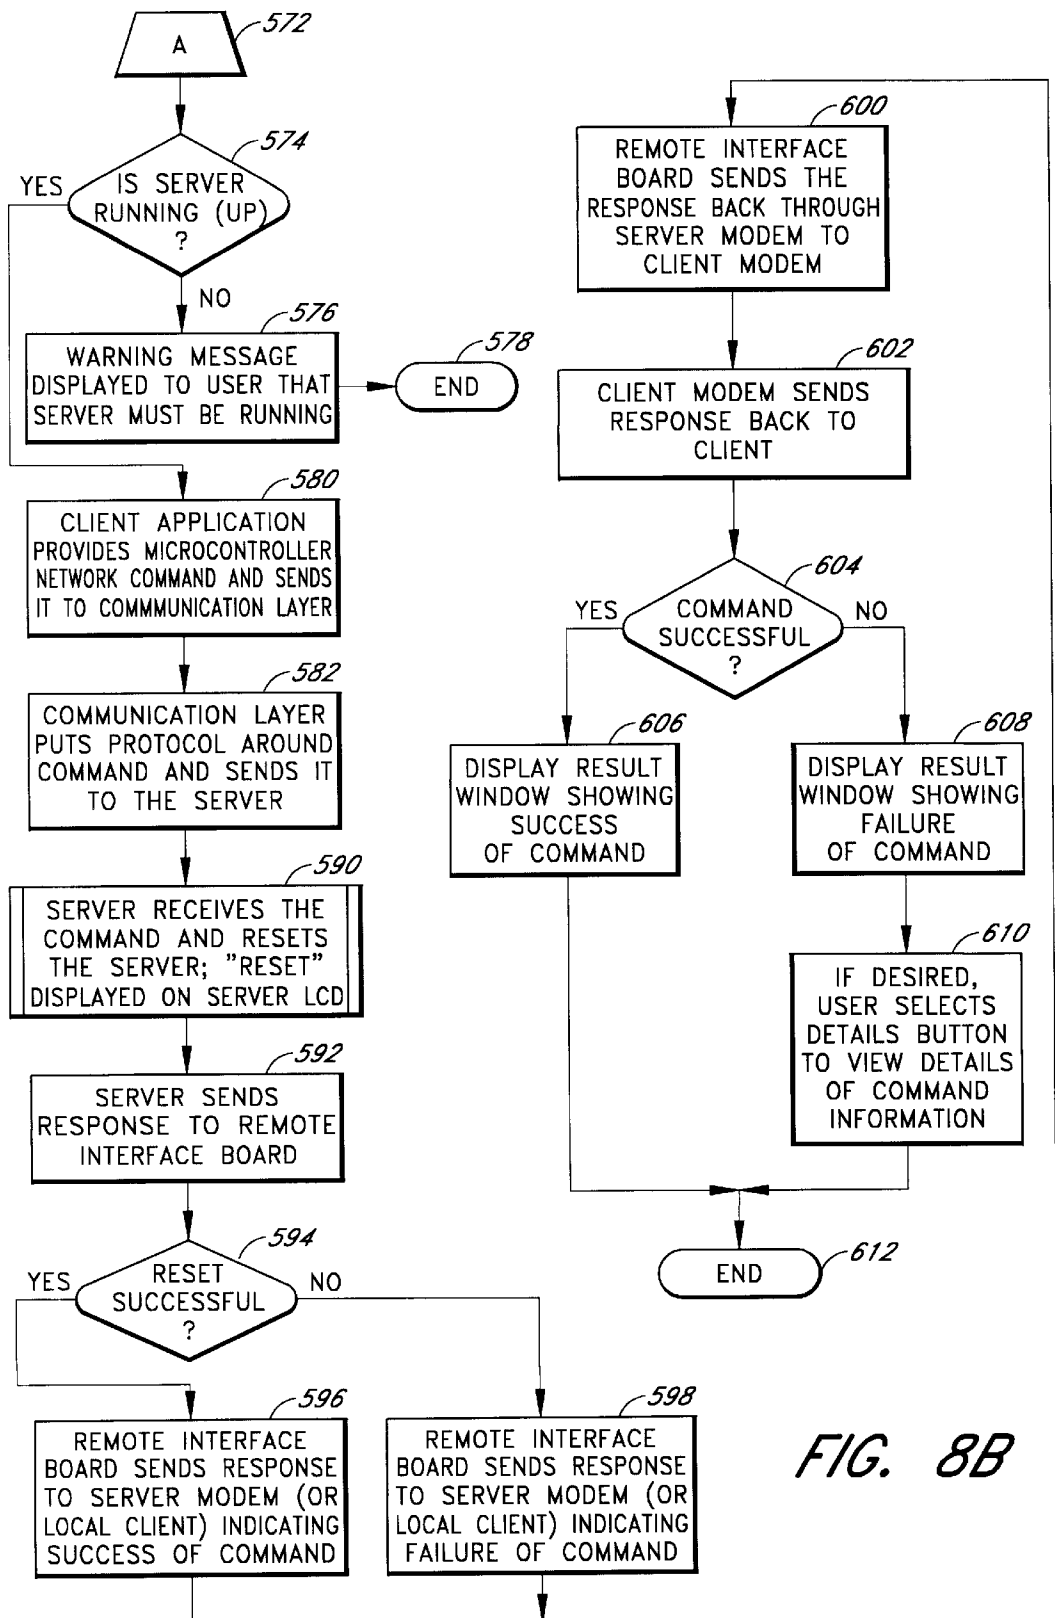 A
572
574
IS SERVER
RUNNING (UP)
?
YES
NO
576
WARNING MESSAGE
DISPLAYED TO USER THAT
SERVER MUST BE RUNNING
578
END
580
CLIENT APPLICATION
PROVIDES MICROCONTROLLER
NETWORK COMMAND AND SENDS
IT TO COMMMUNICATION LAYER
582
COMMUNICATION LAYER
PUTS PROTOCOL AROUND
COMMAND AND SENDS IT
TO THE SERVER
590
SERVER RECEIVES THE
COMMAND AND RESETS
THE SERVER; "RESET"
DISPLAYED ON SERVER LCD
592
SERVER SENDS
RESPONSE TO REMOTE
INTERFACE BOARD
594
RESET
SUCCESSFUL
?
YES
NO
596
REMOTE INTERFACE
BOARD SENDS RESPONSE
TO SERVER MODEM (OR
LOCAL CLIENT) INDICATING
SUCCESS OF COMMAND
598
REMOTE INTERFACE
BOARD SENDS RESPONSE
TO SERVER MODEM (OR
LOCAL CLIENT) INDICATING
FAILURE OF COMMAND
600
REMOTE INTERFACE
BOARD SENDS THE
RESPONSE BACK THROUGH
SERVER MODEM TO
CLIENT MODEM
602
CLIENT MODEM SENDS
RESPONSE BACK TO
CLIENT
604
COMMAND
SUCCESSFUL
?
YES
NO
606
DISPLAY RESULT
WINDOW SHOWING
SUCCESS
OF COMMAND
608
DISPLAY RESULT
WINDOW SHOWING
FAILURE
OF COMMAND
610
IF DESIRED,
USER SELECTS
DETAILS BUTTON
TO VIEW DETAILS
OF COMMAND
INFORMATION
END
612
FIG. 8B